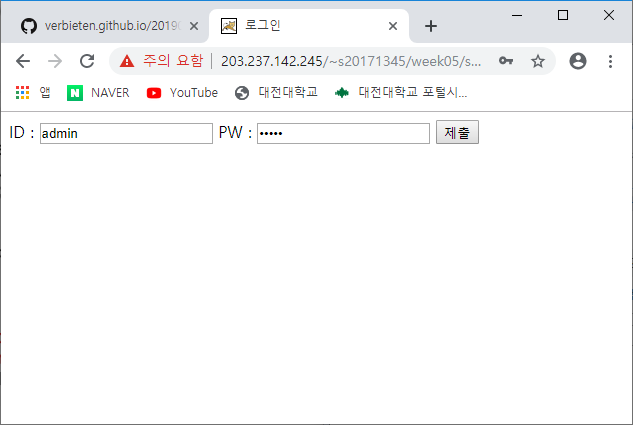 verbieten.github.io/2019 로그인
주의 요함 203.237.142.245/~s20171345/week05/s...
앱 NAVER YouTube 대전대학교 대전대학교 포털시...
ID : admin PW : ••••• 제출